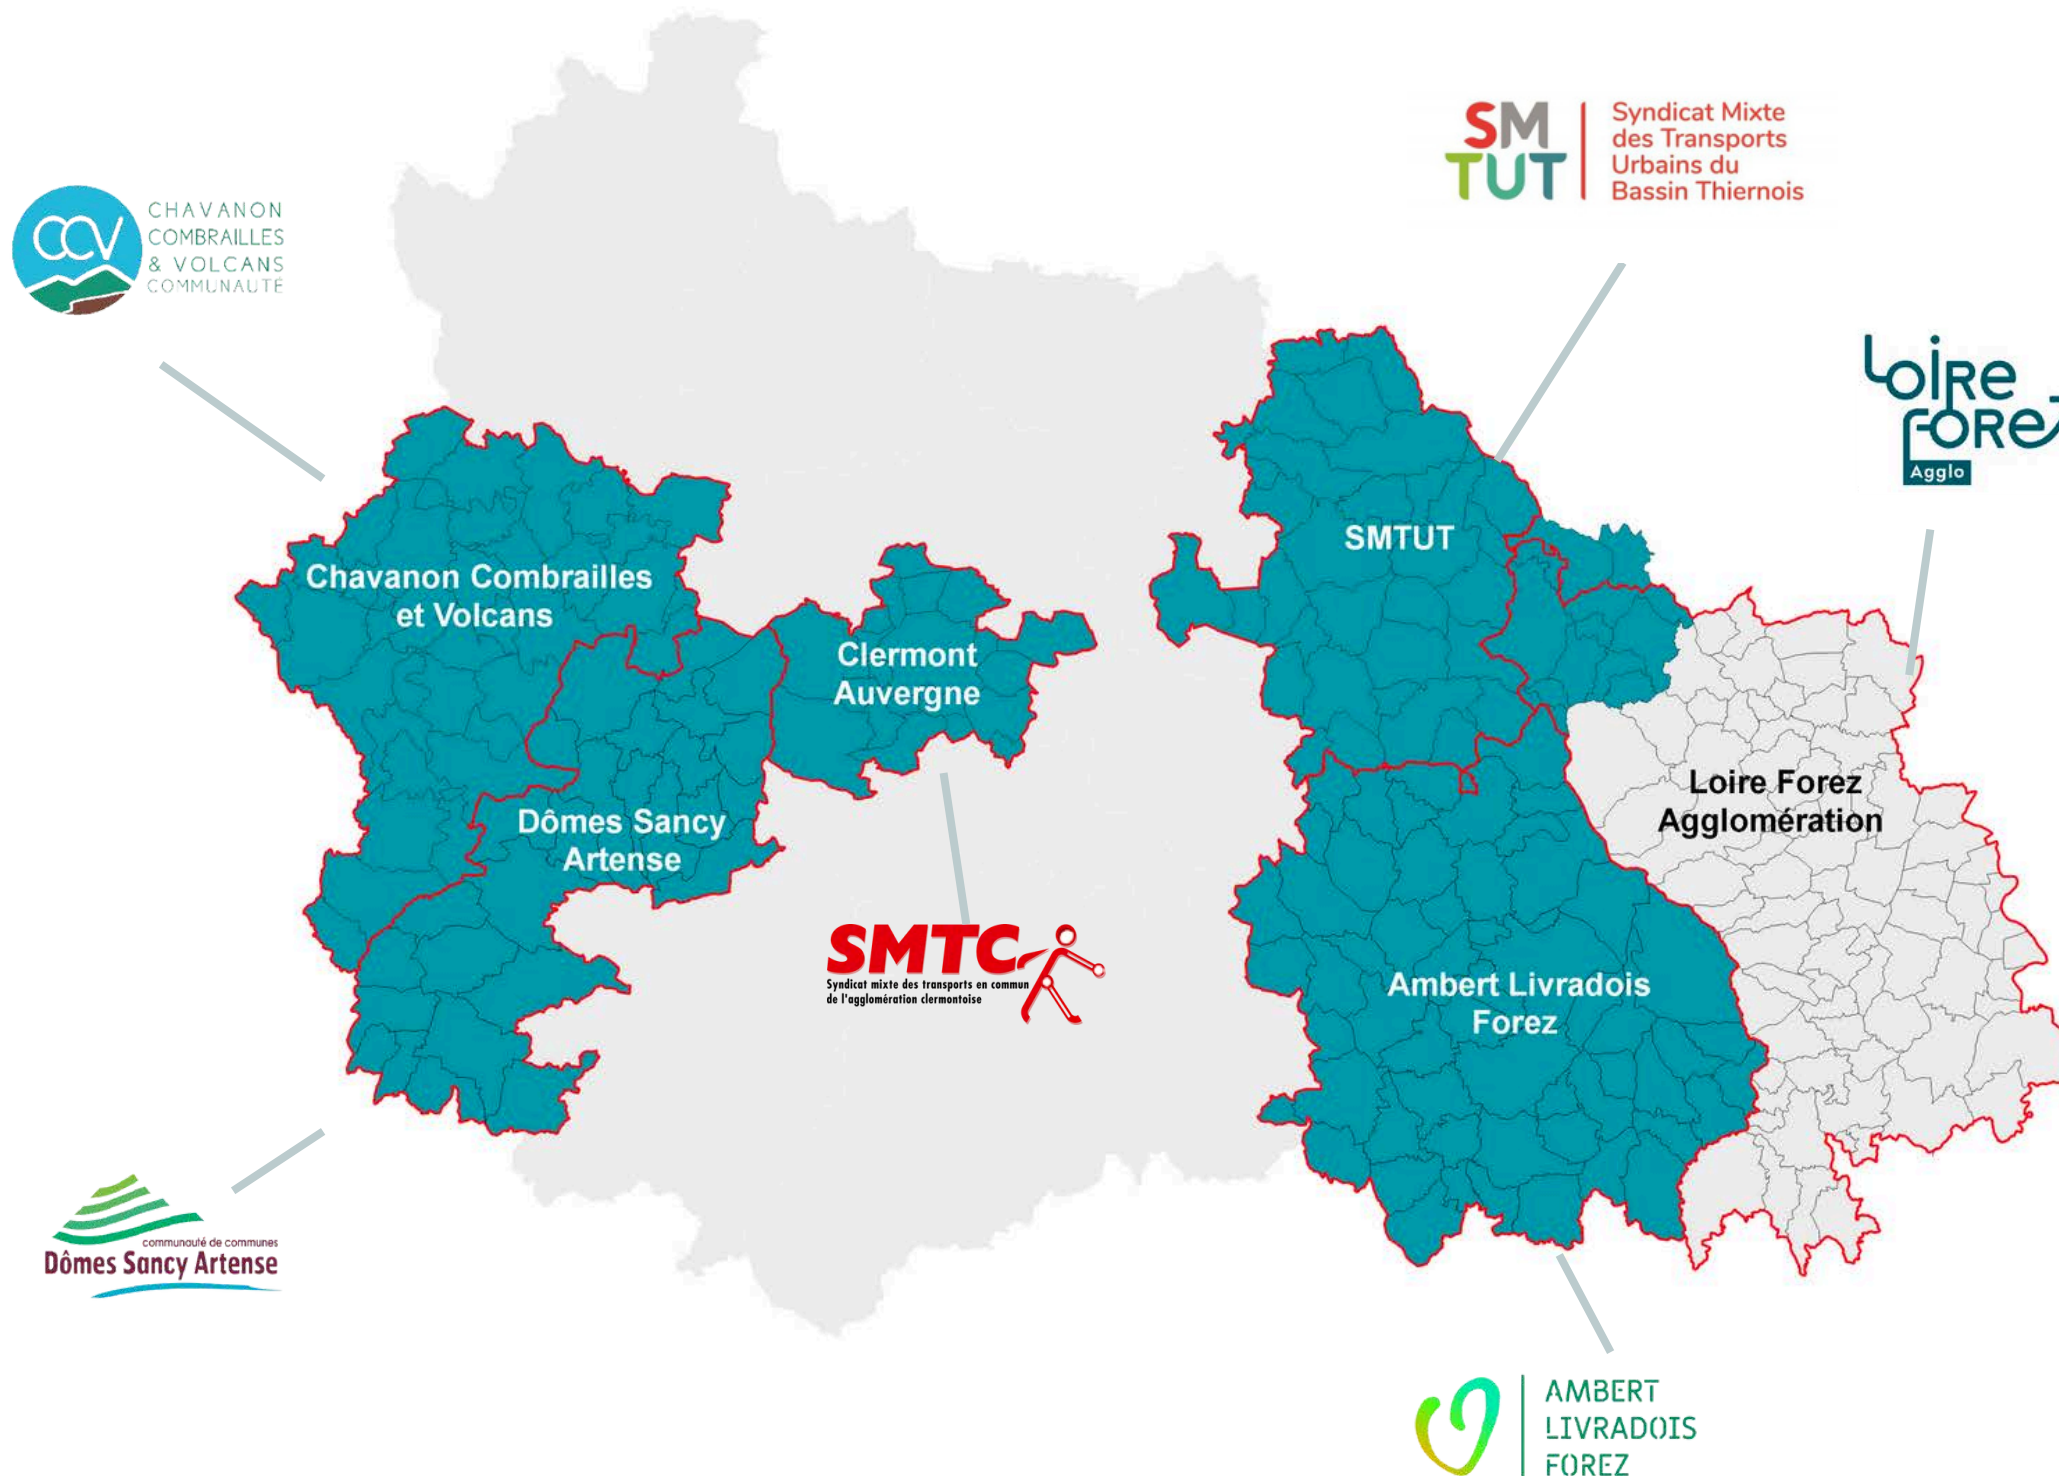 SM
TUT
Syndicat Mixte
des Transports
Urbains du
Bassin Thiernois
CCV
CHAVANON
COMBRAILLES
& VOLCANS
COMMUNAUTÉ
Loire
Forez
Agglo
SMTUT
Chavanon Combrailles
et Volcans
Clermont
Auvergne
Loire Forez
Agglomération
Dômes Sancy
Artense
SMTC
Syndicat mixte des transports en commun
de l'agglomération clermontoise
Ambert Livradois
Forez
communauté de communes
Dômes Sancy Artense
AMBERT
LIVRADOIS
FOREZ